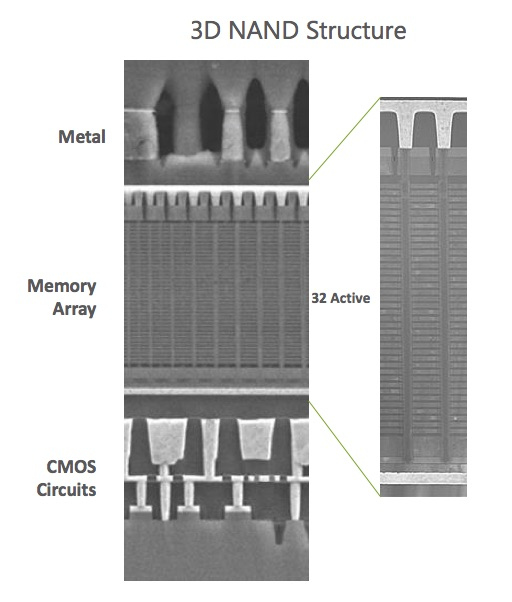 3D NAND Structure
Metal
Memory
Array
32 Active
CMOS
Circuits